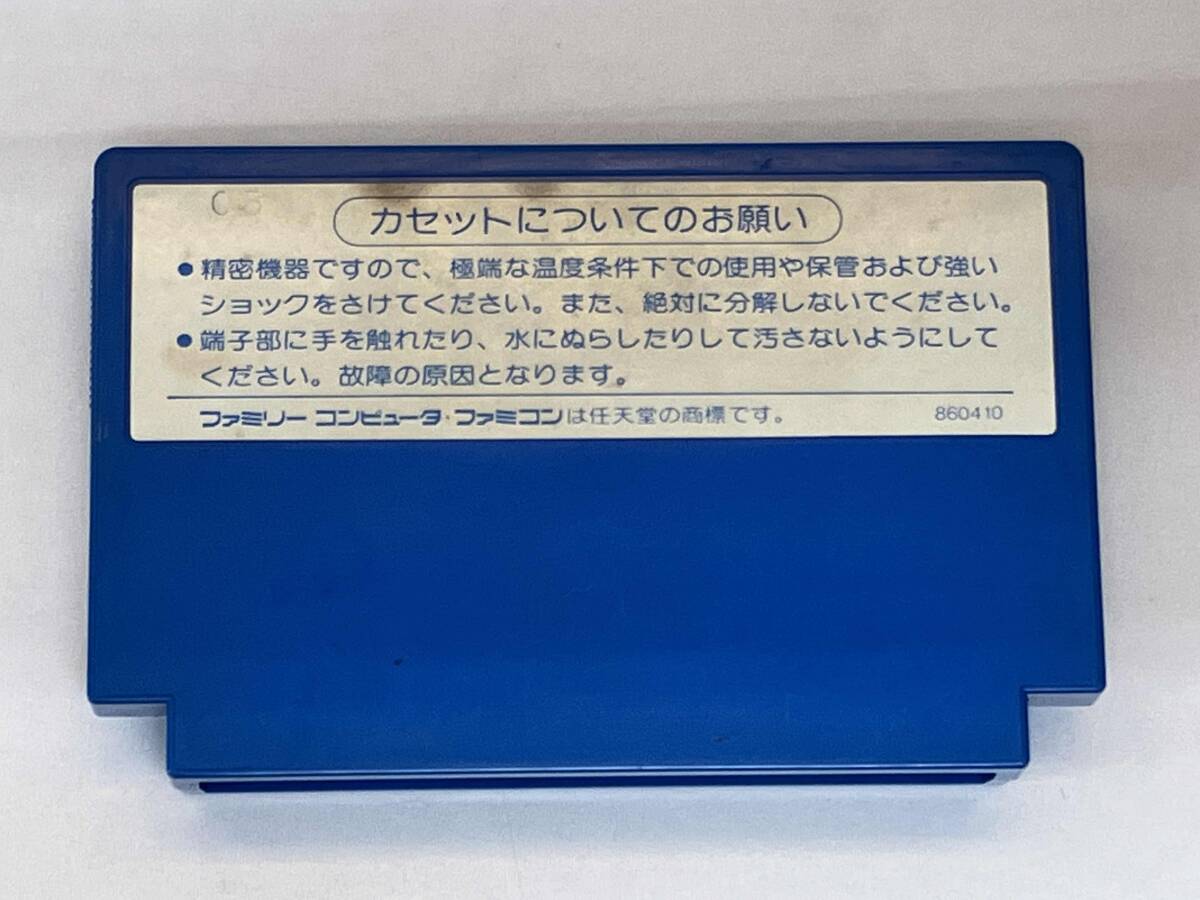 C3
カセットについてのお願い
●精密機器ですので、極端な温度条件下での使用や保管および強い
ショックをさけてください。また、絶対に分解しないでください。
●端子部に手を触れたり、水にぬらしたりして汚さないようにして
ください。故障の原因となります。
ファミリー コンピュータ・ファミコンは任天堂の商標です。 860410